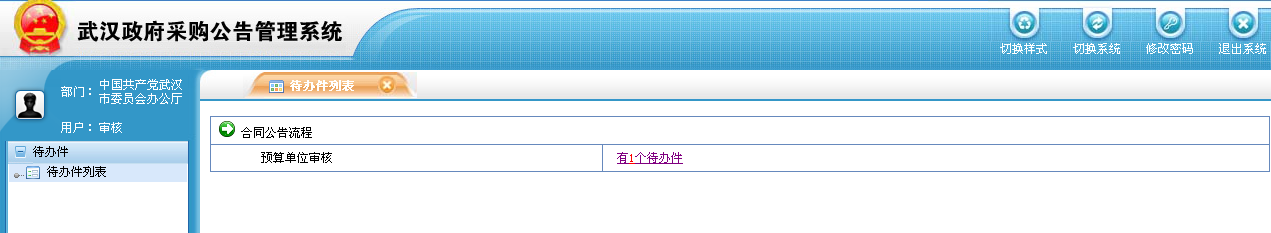 武汉政府采购公告管理系统
切换样式 切换系统 修改密码 退出系统
部门： 中国共产党武汉
市委员会办公厅
用户： 审核
待办件
待办件列表
待办件列表
合同公告流程
预算单位审核 有1个待办件